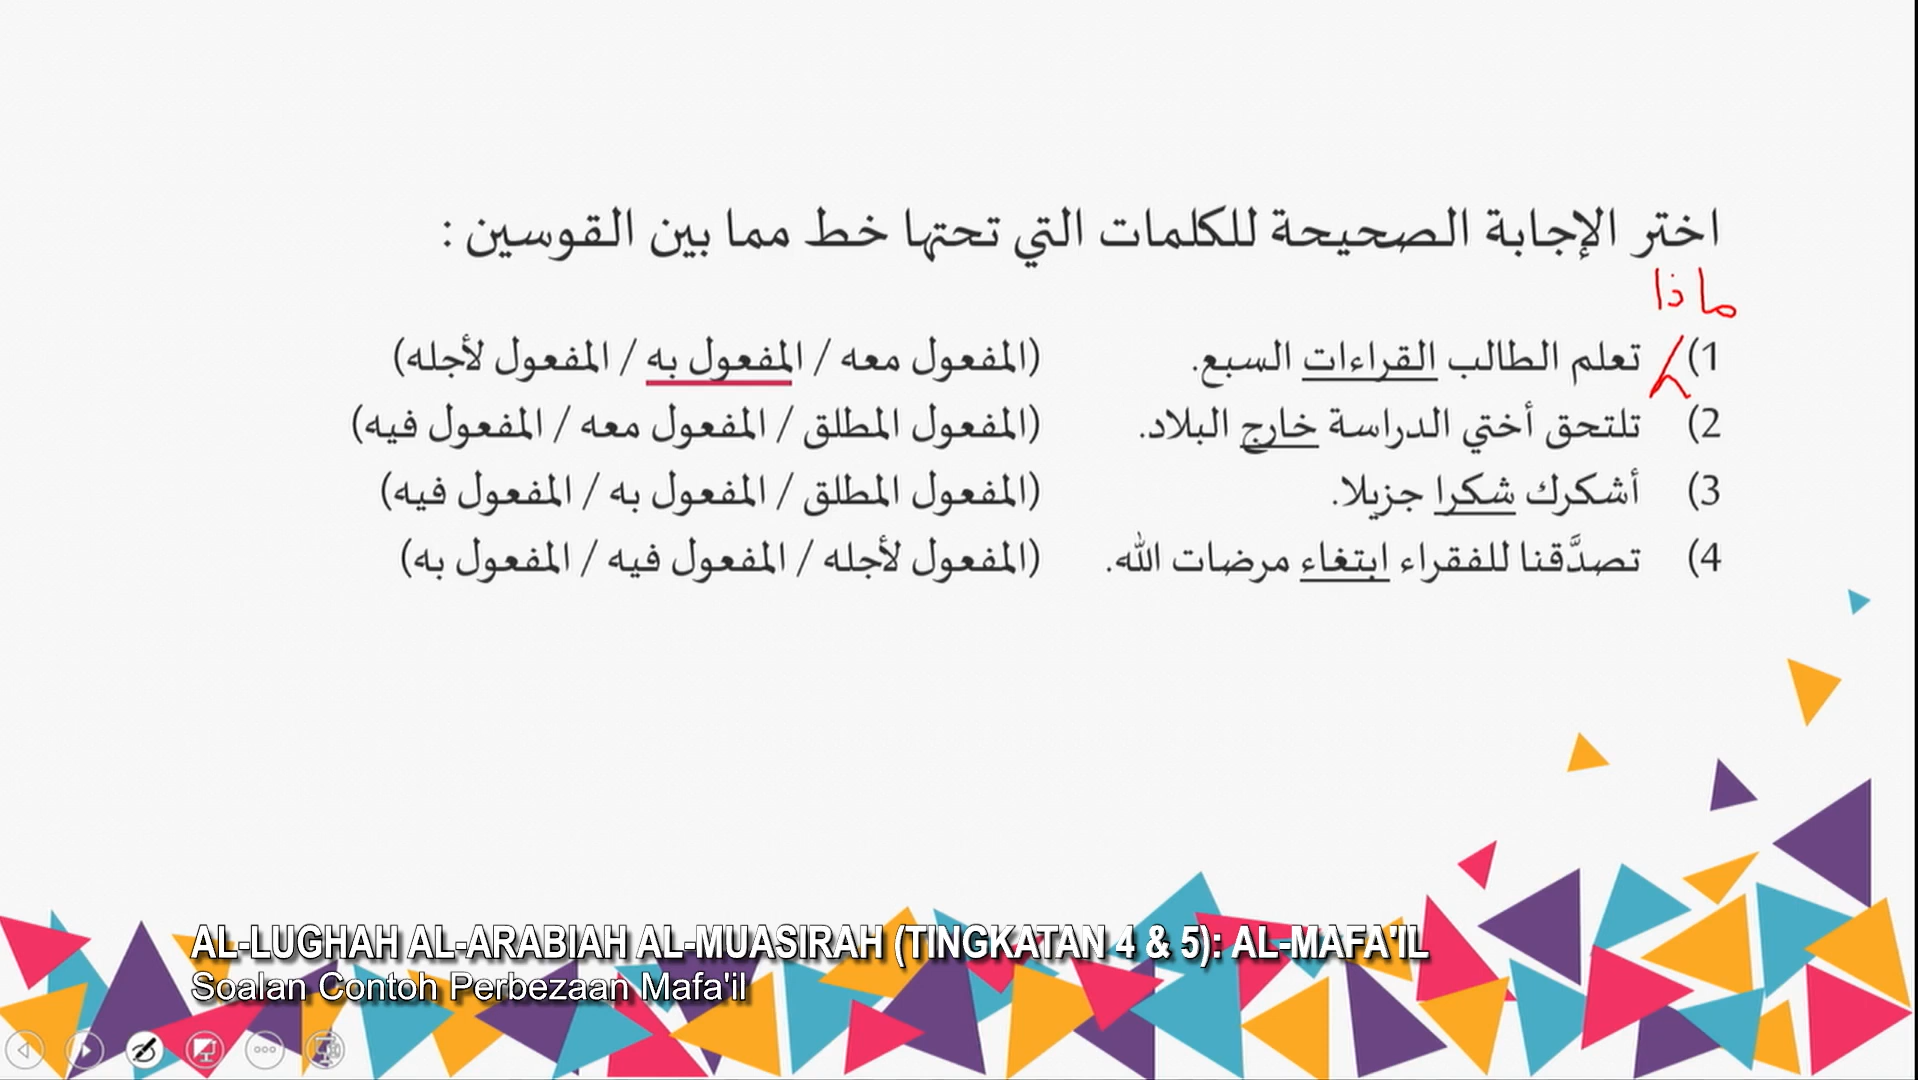 اختر الإجابة الصحيحة للكلمات التي تحتها خط مما بين القوسين :
ماذا
1) تعلم الطالب القراءات السبع. (المفعول معه / المفعول به / المفعول لأجله)
2) تلتحق أختي الدراسة خارج البلاد. (المفعول المطلق / المفعول معه / المفعول فيه)
3) أشكرك شكرا جزيلا. (المفعول المطلق / المفعول به / المفعول فيه)
4) تصدَّقنا للفقراء ابتغاء مرضات الله. (المفعول لأجله / المفعول فيه / المفعول به)
AL-LUGHAH AL-ARABIAH AL-MUASIRAH (TINGKATAN 4 & 5): AL-MAFA'IL
Soalan Contoh Perbezaan Mafa'il